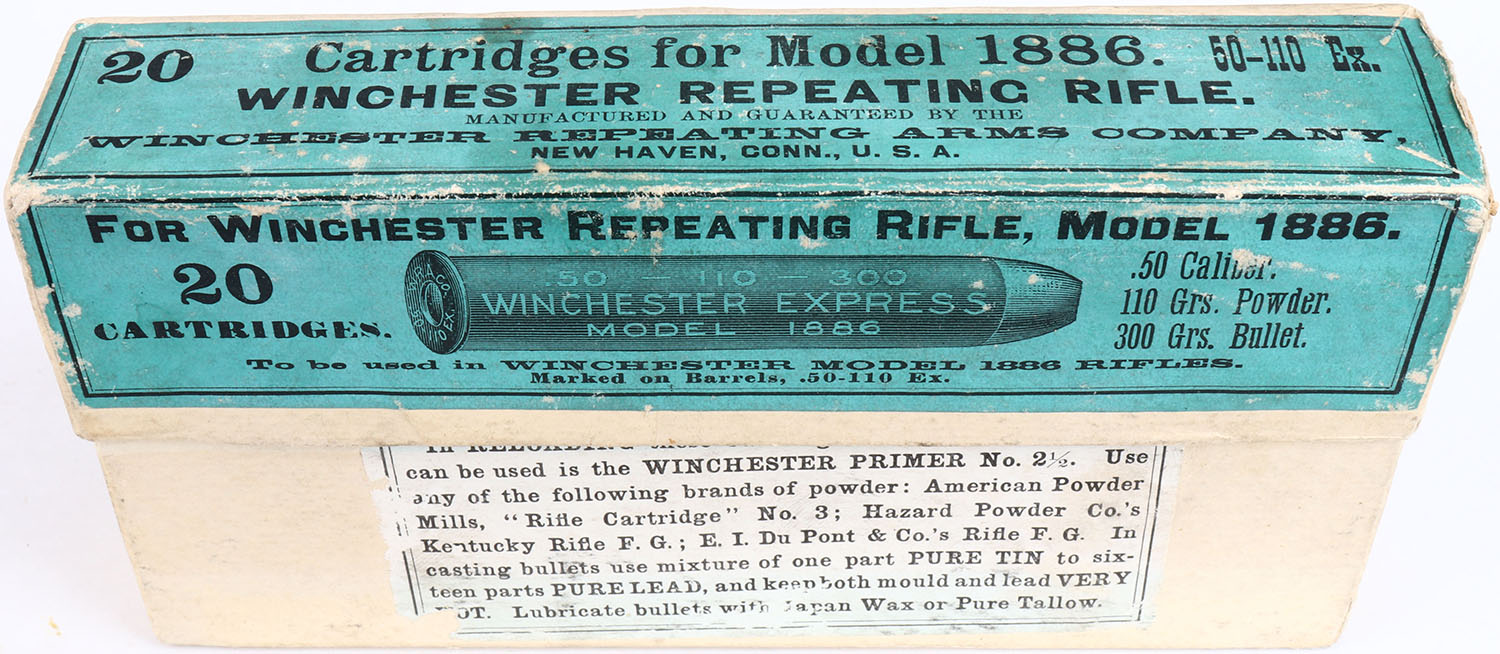 20 Cartridges for Model 1886. 50-110 Ex.
WINCHESTER REPEATING RIFLE.
MANUFACTURED AND GUARANTEED BY THE
WINCHESTER REPEATING ARMS COMPANY,
NEW HAVEN, CONN., U. S. A.
FOR WINCHESTER REPEATING RIFLE, MODEL 1886.
20
CARTRIDGES.
W.R.A.CO.
EX.
.50 — 110 — 300
WINCHESTER EXPRESS
MODEL 1886
.50 Caliber.
110 Grs. Powder.
300 Grs. Bullet.
To be used in WINCHESTER MODEL 1886 RIFLES.
Marked on Barrels, .50-110 Ex.
In RELOADING these
can be used is the WINCHESTER PRIMER No. 2½. Use
any of the following brands of powder: American Powder
Mills, "Rifle Cartridge" No. 3; Hazard Powder Co.'s
Kentucky Rifle F. G.; E. I. Du Pont & Co.'s Rifle F. G. In
casting bullets use mixture of one part PURE TIN to six-
teen parts PURE LEAD, and keep both mould and lead VERY
HOT. Lubricate bullets with Japan Wax or Pure Tallow.